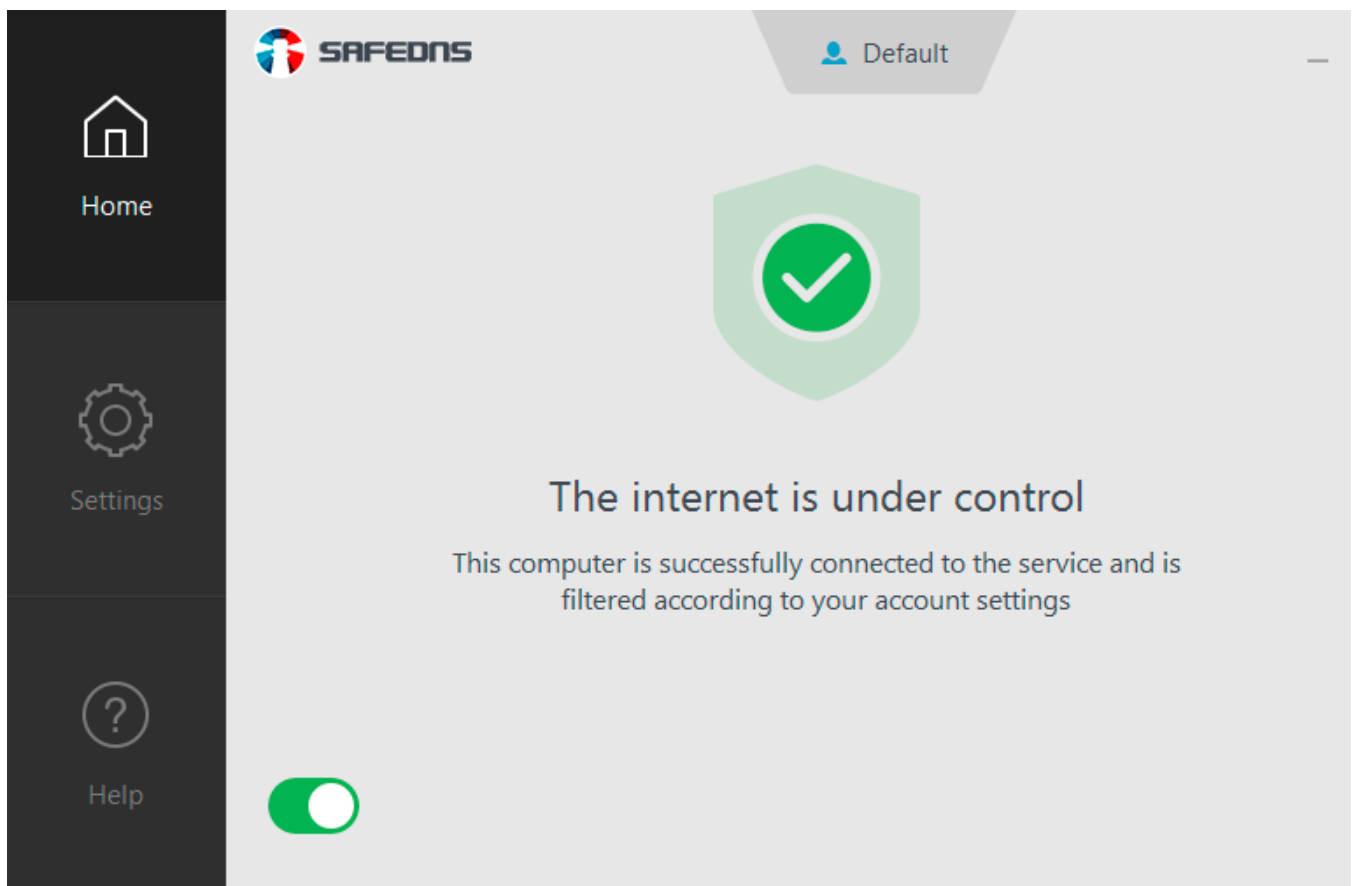 SAFEDNS
Default
Home
Settings
Help
The internet is under control
This computer is successfully connected to the service and is
filtered according to your account settings